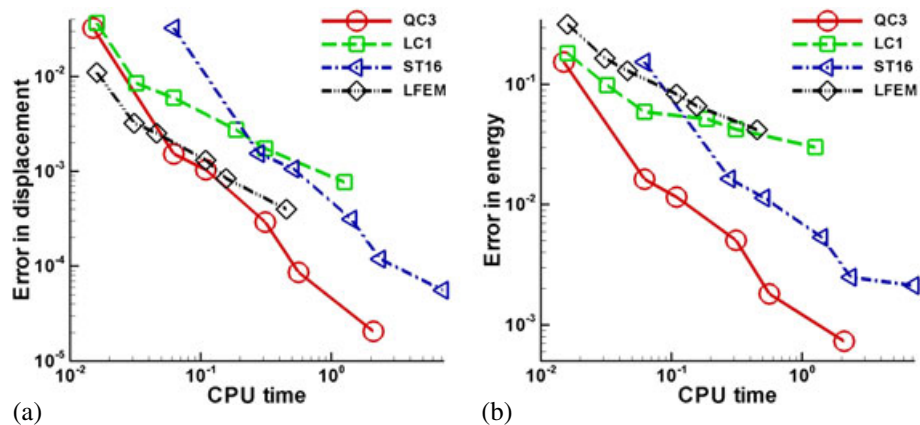 QC3
LC1
ST16
LFEM
10^-2
10^-3
10^-4
10^-5
Error in displacement
10^-2
10^-1
10^0
CPU time
(a)
QC3
LC1
ST16
LFEM
10^-1
10^-2
10^-3
Error in energy
10^-2
10^-1
10^0
CPU time
(b)